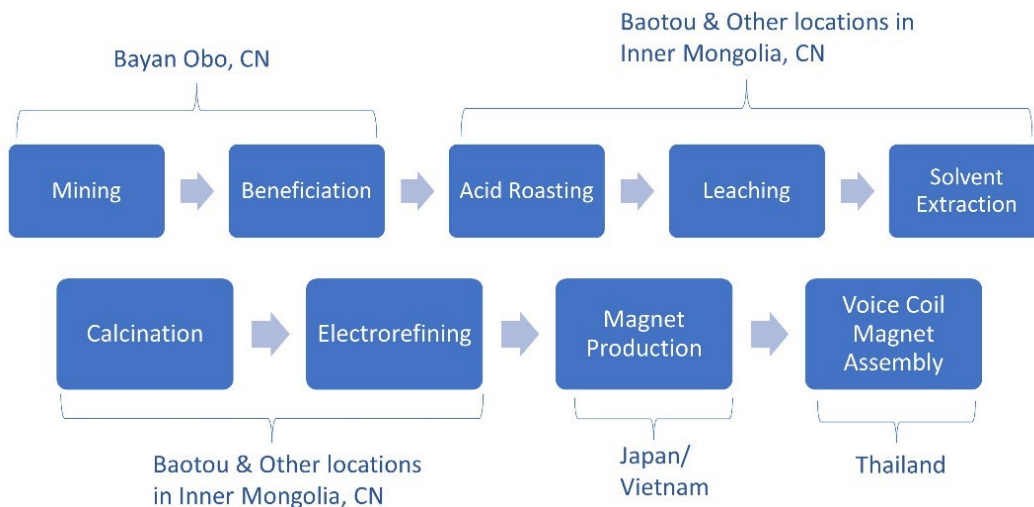 Bayan Obo, CN
Baotou & Other locations in
Inner Mongolia, CN
Mining
Beneficiation
Acid Roasting
Leaching
Solvent
Extraction
Calcination
Electrorefining
Magnet
Production
Voice Coil
Magnet
Assembly
Baotou & Other locations
in Inner Mongolia, CN
Japan/
Vietnam
Thailand